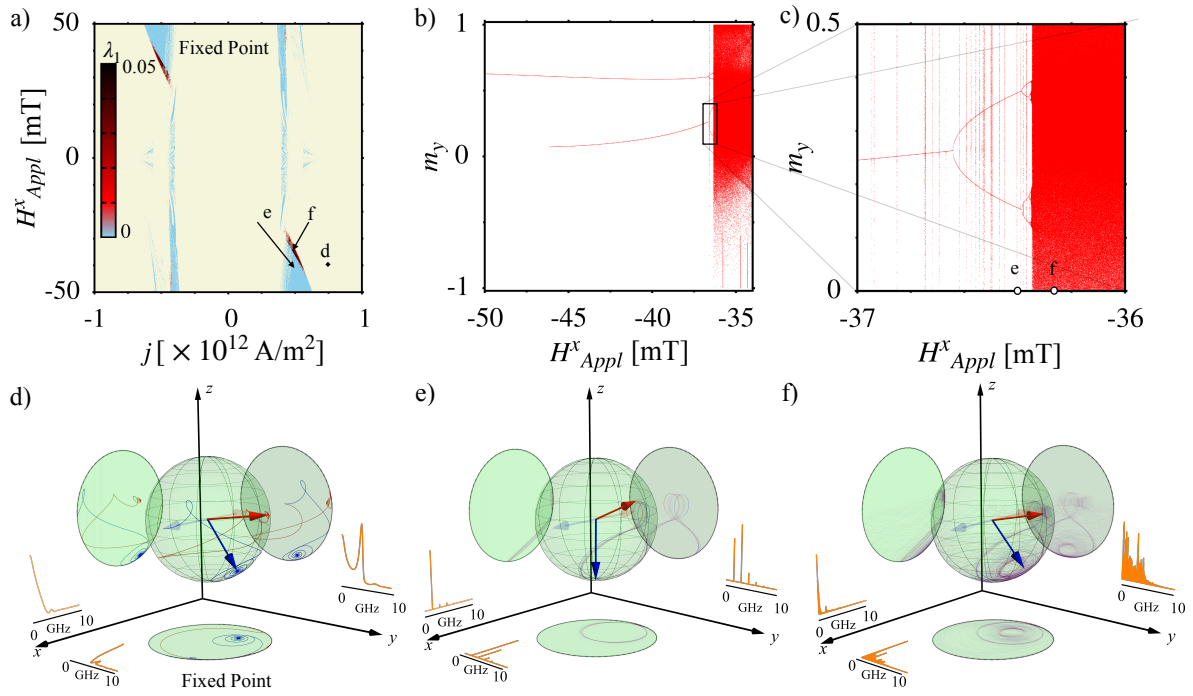 a)
50
0
-50
H^x_Appl [mT]
λ_1
0.05
0
Fixed Point
e
f
d
-1
0
1
j [ × 10^12 A/m^2]
b)
1
0
-1
m_y
-50
-45
-40
-35
H^x_Appl [mT]
c)
0.5
0
m_y
e
f
-37
-36
H^x_Appl [mT]
d)
z
x
y
0
GHz
10
0
10
0
GHz
10
Fixed Point
e)
z
x
y
0
GHz
10
0
10
0
GHz
10
f)
z
x
y
0
GHz
10
0
10
0
GHz
10